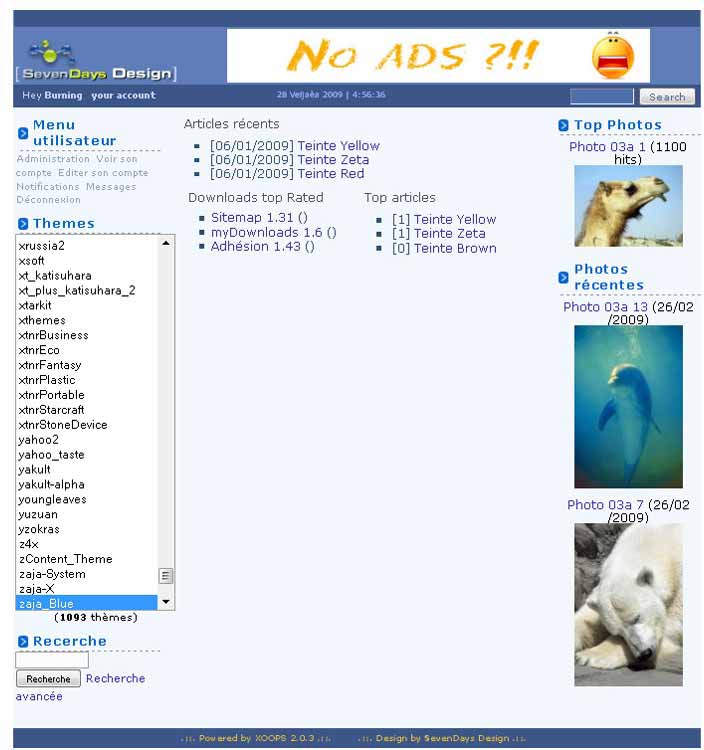 No ADS ?!!
[SevenDays Design]
Hey Burning your account
28 Veljača 2009 | 4:56:36
Search
Menu
utilisateur
Administration Voir son
compte Editer son compte
Notifications Messages
Déconnexion
Themes
xrussia2
xsoft
xt_katisuhara
xt_plus_katisuhara_2
xtarkit
xthemes
xtnrBusiness
xtnrEco
xtnrFantasy
xtnrPlastic
xtnrPortable
xtnrStarcraft
xtnrStoneDevice
yahoo2
yahoo_taste
yakult
yakult-alpha
youngleaves
yuzuan
yzokras
z4x
zContent_Theme
zaja-System
zaja-X
zaja_Blue
(1093 thèmes)
Recerche
Recherche Recherche
avancée
Articles récents
[06/01/2009] Teinte Yellow
[06/01/2009] Teinte Zeta
[06/01/2009] Teinte Red
Downloads top Rated
Sitemap 1.31 ()
myDownloads 1.6 ()
Adhésion 1.43 ()
Top articles
[1] Teinte Yellow
[1] Teinte Zeta
[0] Teinte Brown
Top Photos
Photo 03a 1 (1100
hits)
Photos
récentes
Photo 03a 13 (26/02
/2009)
Photo 03a 7 (26/02
/2009)
.::. Powered by XOOPS 2.0.3 .::. .::. Design by SevenDays Design .::.